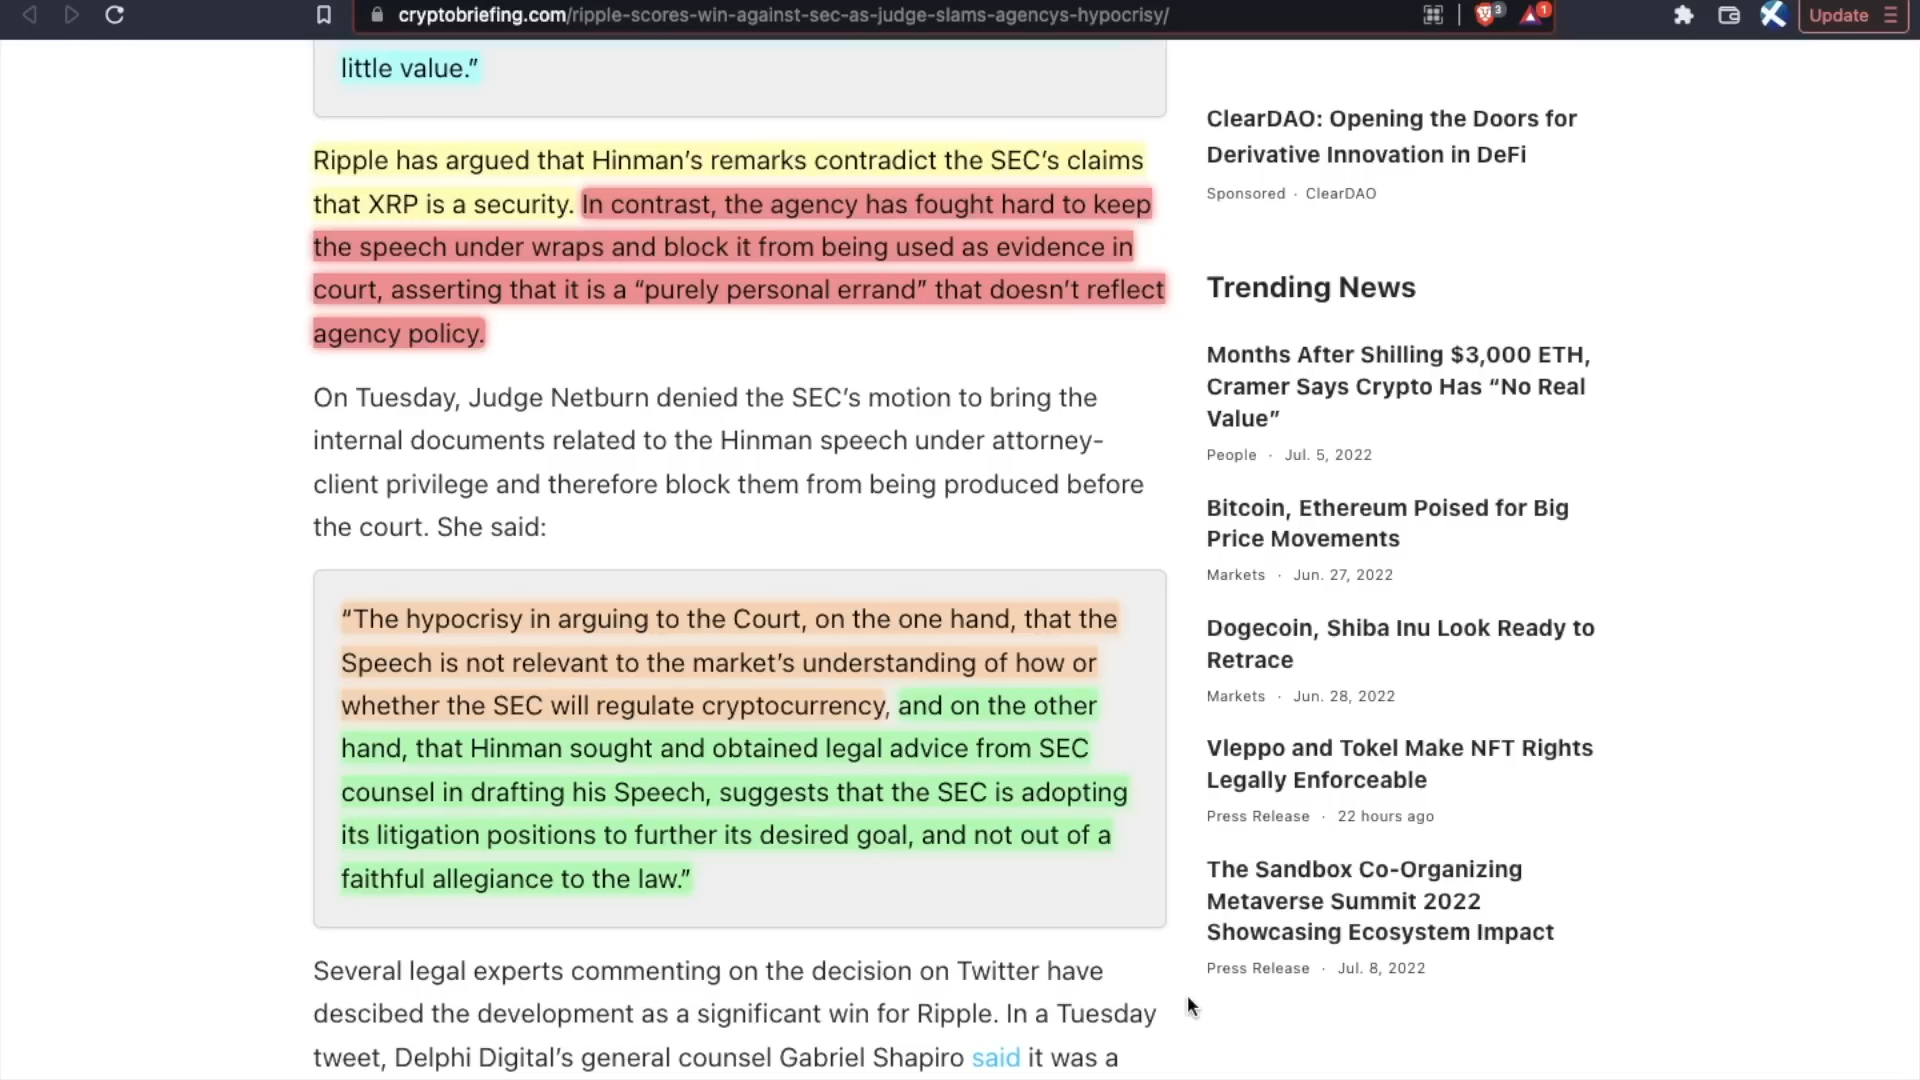 cryptobriefing.com/ripple-scores-win-against-sec-as-judge-slams-agencys-hypocrisy/
3
1
Update
little value.”
Ripple has argued that Hinman’s remarks contradict the SEC’s claims
that XRP is a security. In contrast, the agency has fought hard to keep
the speech under wraps and block it from being used as evidence in
court, asserting that it is a “purely personal errand” that doesn’t reflect
agency policy.
On Tuesday, Judge Netburn denied the SEC’s motion to bring the
internal documents related to the Hinman speech under attorney-
client privilege and therefore block them from being produced before
the court. She said:
“The hypocrisy in arguing to the Court, on the one hand, that the
Speech is not relevant to the market’s understanding of how or
whether the SEC will regulate cryptocurrency, and on the other
hand, that Hinman sought and obtained legal advice from SEC
counsel in drafting his Speech, suggests that the SEC is adopting
its litigation positions to further its desired goal, and not out of a
faithful allegiance to the law.”
Several legal experts commenting on the decision on Twitter have
descibed the development as a significant win for Ripple. In a Tuesday
tweet, Delphi Digital’s general counsel Gabriel Shapiro said it was a
ClearDAO: Opening the Doors for
Derivative Innovation in DeFi
Sponsored · ClearDAO
Trending News
Months After Shilling $3,000 ETH,
Cramer Says Crypto Has “No Real
Value”
People · Jul. 5, 2022
Bitcoin, Ethereum Poised for Big
Price Movements
Markets · Jun. 27, 2022
Dogecoin, Shiba Inu Look Ready to
Retrace
Markets · Jun. 28, 2022
Vleppo and Tokel Make NFT Rights
Legally Enforceable
Press Release · 22 hours ago
The Sandbox Co-Organizing
Metaverse Summit 2022
Showcasing Ecosystem Impact
Press Release · Jul. 8, 2022